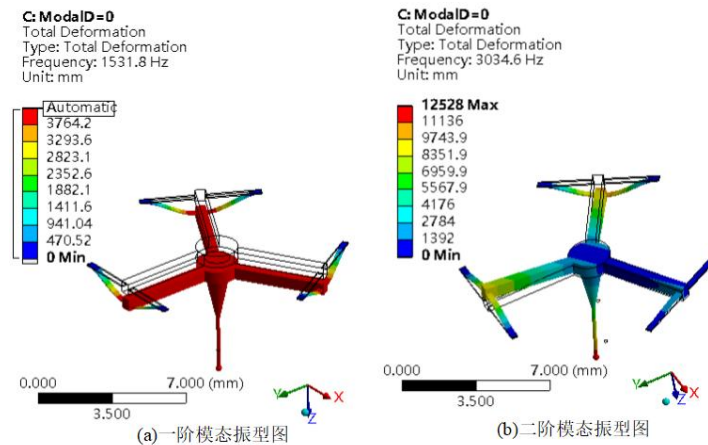 C: ModalD=0
Total Deformation
Type: Total Deformation
Frequency: 1531.8 Hz
Unit: mm
Automatic
3764.2
3293.6
2823.1
2352.6
1882.1
1411.6
941.04
470.52
0 Min
0.000
7.000 (mm)
3.500
Y
X
Z
(a)一阶模态振型图
C: ModalD=0
Total Deformation
Type: Total Deformation
Frequency: 3034.6 Hz
Unit: mm
12528 Max
11136
9743.9
8351.9
6959.9
5567.9
4176
2784
1392
0 Min
0.000
7.000 (mm)
3.500
Y
X
Z
(b)二阶模态振型图